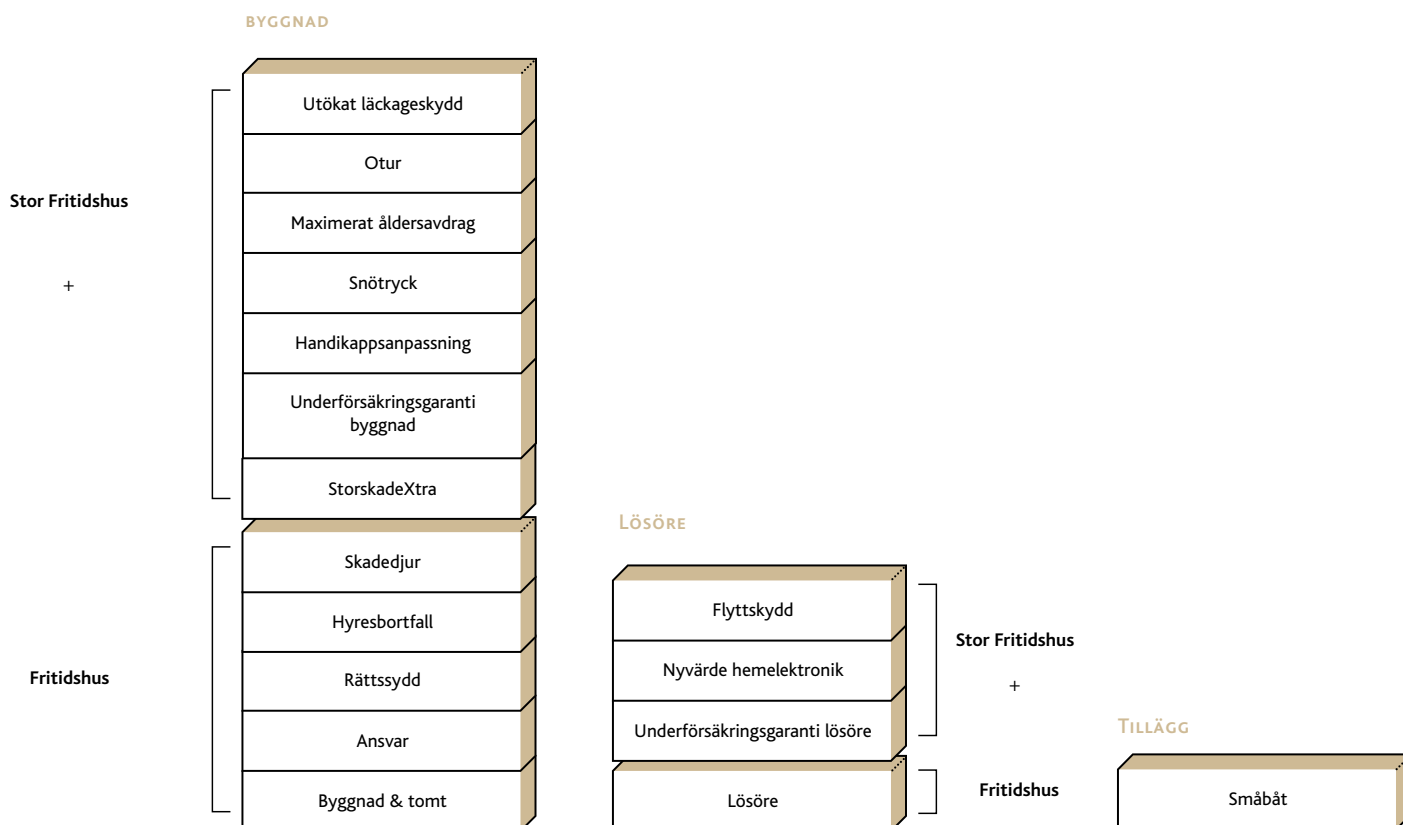 BYGGNAD
Utökat läckageskydd
Otur
Maximerat åldersavdrag
Snötryck
Handikappsanpassning
Underförsäkringsgaranti
byggnad
StorskadeXtra
Stor Fritidshus
+
Skadedjur
Hyresbortfall
Rättssydd
Ansvar
Byggnad & tomt
Fritidshus
LÖSÖRE
Flyttskydd
Nyvärde hemelektronik
Underförsäkringsgaranti lösöre
Stor Fritidshus
+
Lösöre
Fritidshus
TILLÄGG
Småbåt